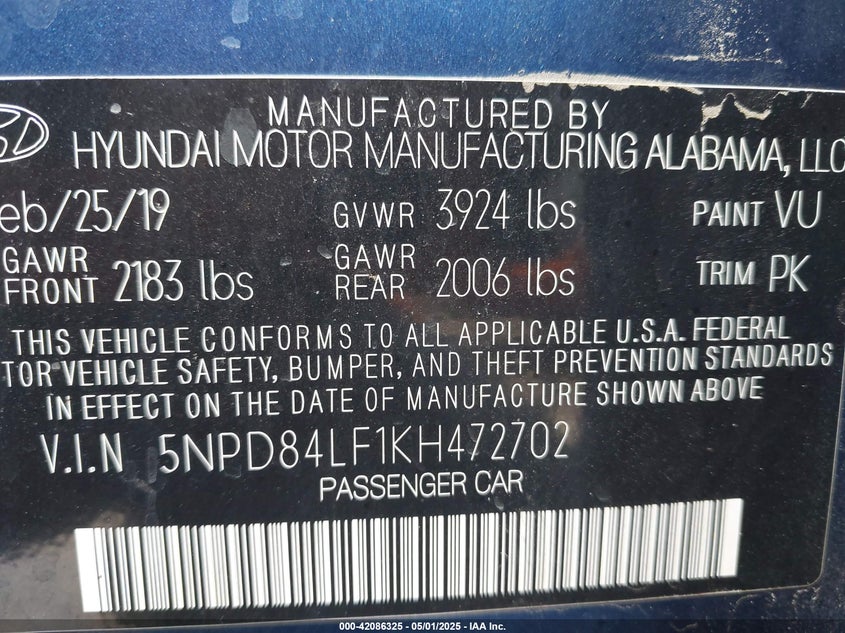 MANUFACTURED BY
HYUNDAI MOTOR MANUFACTURING ALABAMA, LLC
eb/25/19 GVWR 3924 lbs PAINT VU
GAWR FRONT 2183 lbs GAWR REAR 2006 lbs TRIM PK
THIS VEHICLE CONFORMS TO ALL APPLICABLE U.S.A. FEDERAL
TOR VEHICLE SAFETY, BUMPER, AND THEFT PREVENTION STANDARDS
IN EFFECT ON THE DATE OF MANUFACTURE SHOWN ABOVE
V.I.N 5NPD84LF1KH472702
PASSENGER CAR
000-42086325 - 05/01/2025 - IAA Inc.